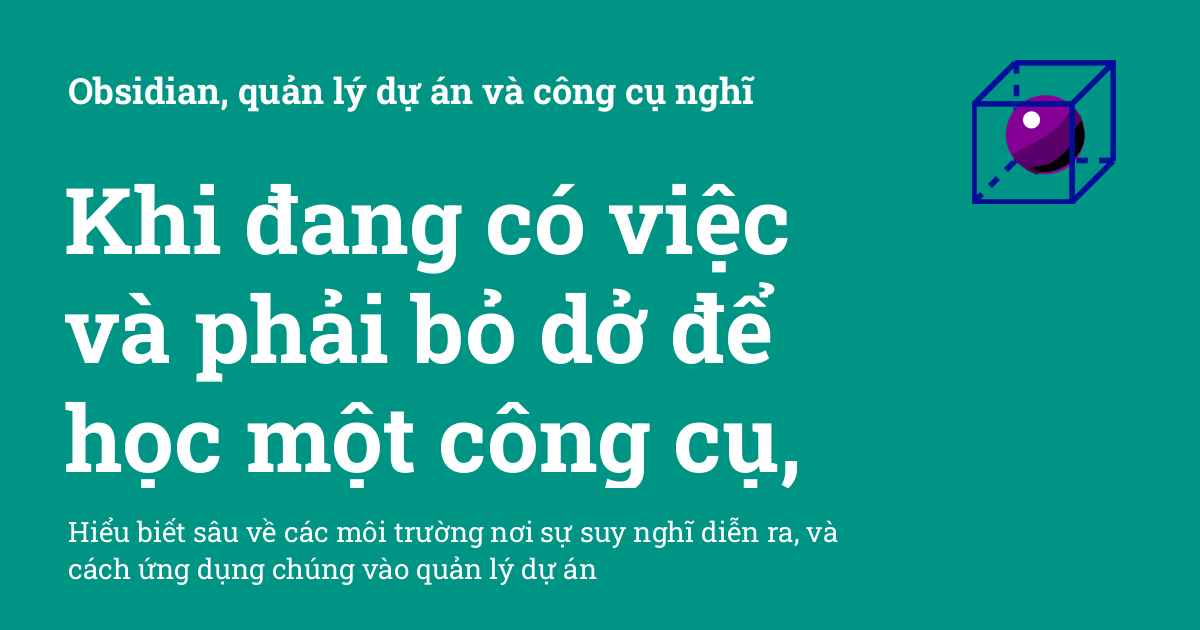 Obsidian, quản lý dự án và công cụ nghĩ
Khi đang có việc
và phải bỏ dở để
học một công cụ,
Hiểu biết sâu về các môi trường nơi sự suy nghĩ diễn ra, và
cách ứng dụng chúng vào quản lý dự án